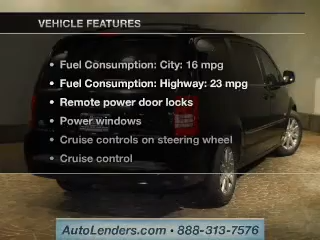 VEHICLE FEATURES
• Fuel Consumption: City: 16 mpg
• Fuel Consumption: Highway: 23 mpg
• Remote power door locks
• Power windows
• Cruise controls on steering wheel
• Cruise control
AutoLenders.com • 888-313-7576